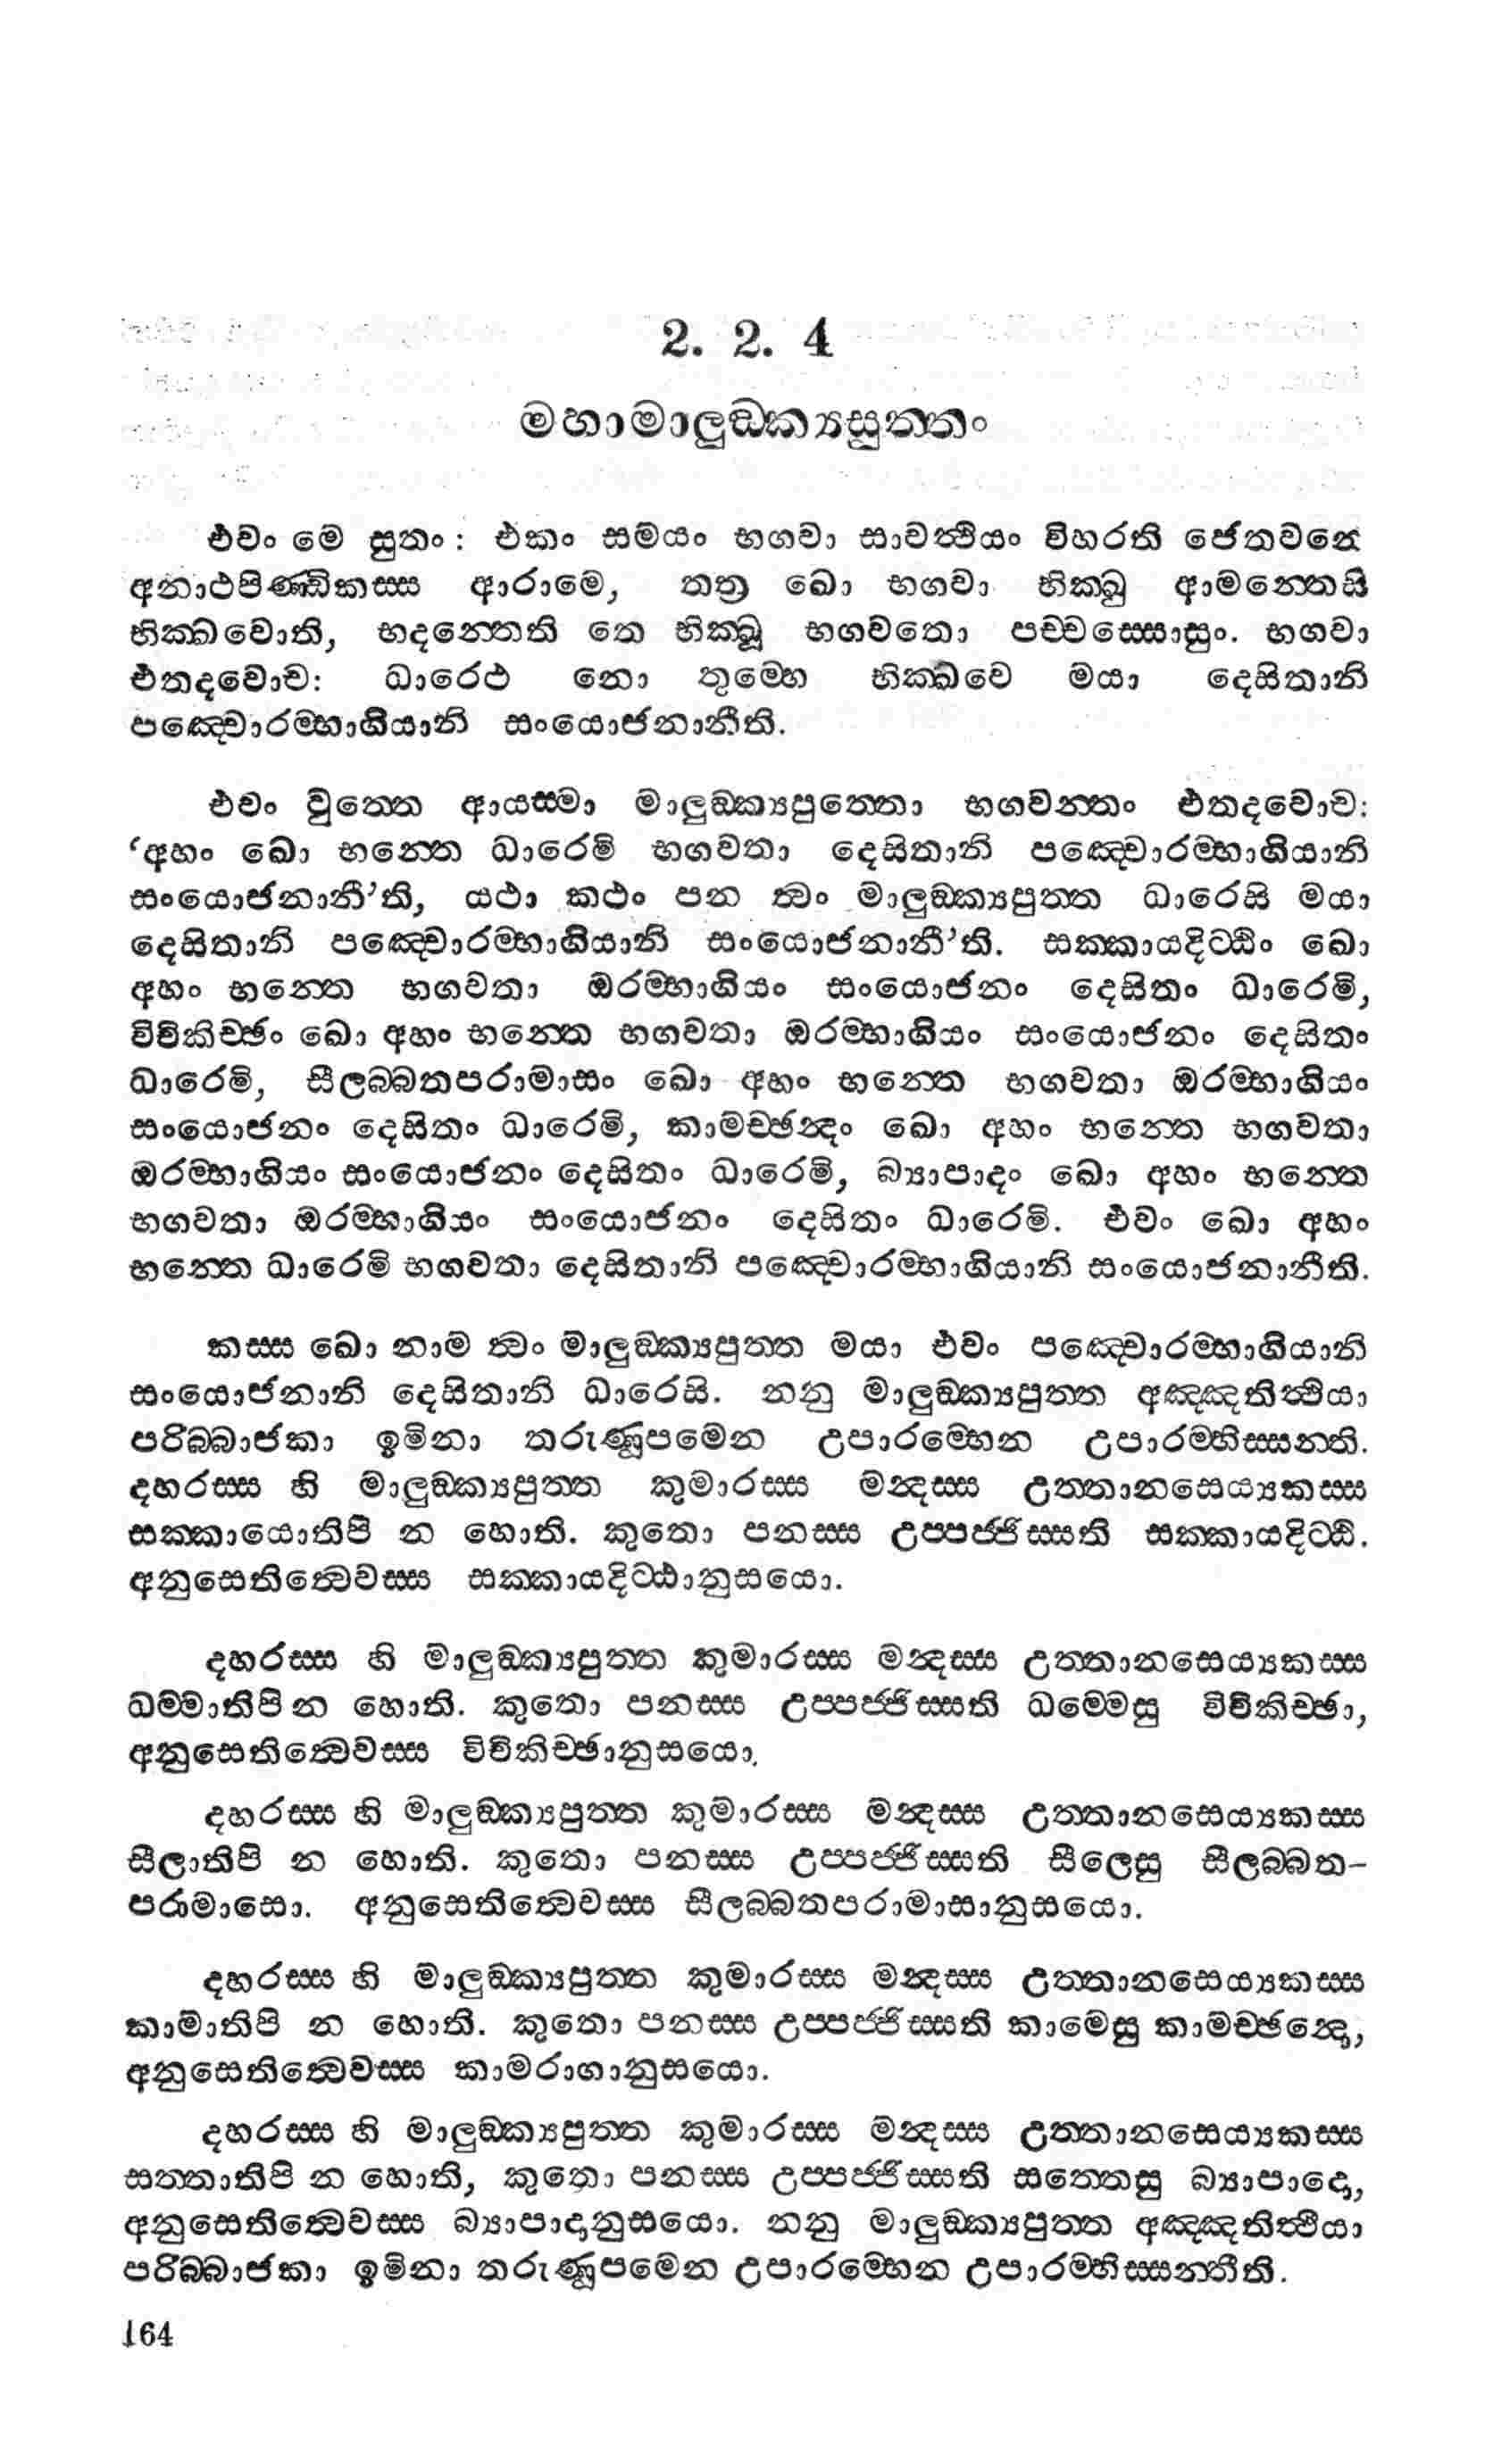 2. 2. 4
මහාමාලුඞ්ක්‍යසුත්තං
එවං මෙ සුතං : එකං සමයං භගවා සාවත්ථියං විහරති ජේතවනේ
අනාථපිණ්ඩිකස්ස ආරාමෙ, තත්‍ර ඛො භගවා භික්ඛු ආමන්තෙසි
භික්ඛවොති, භදන්තෙති තෙ භික්ඛූ භගවතො පච්චස්සොසුං. භගවා
එතදවොච: ධාරෙථ නො තුම්හෙ භික්ඛවෙ මයා දෙසිතානි
පඤ්චොරම්භාගියානි සංයොජනානීති.
එවං වුත්තෙ ආයස්මා මාලුඞ්ක්‍යපුත්තො භගවන්තං එතදවොච:
‘අහං ඛො භන්තෙ ධාරෙමි භගවතා දෙසිතානි පඤ්චොරම්භාගියානි
සංයොජනානී’ති, යථා කථං පන ත්වං මාලුඞ්ක්‍යපුත්ත ධාරෙසි මයා
දෙසිතානි පඤ්චොරම්භාගියානි සංයොජනානී’ති. සක්කායදිට්ඨිං ඛො
අහං භන්තෙ භගවතා ඔරම්භාගියං සංයොජනං දෙසිතං ධාරෙමි,
විචිකිච්ඡං ඛො අහං භන්තෙ භගවතා ඔරම්භාගියං සංයොජනං දෙසිතං
ධාරෙමි, සීලබ්බතපරාමාසං ඛො අහං භන්තෙ භගවතා ඔරම්භාගියං
සංයොජනං දෙසිතං ධාරෙමි, කාමච්ඡන්දං ඛො අහං භන්තෙ භගවතා
ඔරම්භාගියං සංයොජනං දෙසිතං ධාරෙමි, බ්‍යාපාදං ඛො අහං භන්තෙ
භගවතා ඔරම්භාගියං සංයොජනං දෙසිතං ධාරෙමි. එවං ඛො අහං
භන්තෙ ධාරෙමි භගවතා දෙසිතානි පඤ්චොරම්භාගියානි සංයොජනානීති.
කස්ස ඛො නාම ත්වං මාලුඞ්ක්‍යපුත්ත මයා එවං පඤ්චොරම්භාගියානි
සංයොජනානි දෙසිතානි ධාරෙසි. නනු මාලුඞ්ක්‍යපුත්ත අඤ්ඤතිත්ථියා
පරිබ්බාජකා ඉමිනා තරුණූපමෙන උපාරම්භෙන උපාරම්භිස්සන්ති.
දහරස්ස හි මාලුඞ්ක්‍යපුත්ත කුමාරස්ස මන්දස්ස උත්තානසෙය්‍යකස්ස
සක්කායොතිපි න හොති. කුතො පනස්ස උප්පජ්ජිස්සති සක්කායදිට්ඨි.
අනුසෙතිත්වෙවස්ස සක්කායදිට්ඨානුසයො.
දහරස්ස හි මාලුඞ්ක්‍යපුත්ත කුමාරස්ස මන්දස්ස උත්තානසෙය්‍යකස්ස
ධම්මාතිපි න හොති. කුතො පනස්ස උප්පජ්ජිස්සති ධම්මෙසු විචිකිච්ඡා,
අනුසෙතිත්වෙවස්ස විචිකිච්ඡානුසයො.
දහරස්ස හි මාලුඞ්ක්‍යපුත්ත කුමාරස්ස මන්දස්ස උත්තානසෙය්‍යකස්ස
සීලාතිපි න හොති. කුතො පනස්ස උප්පජ්ජිස්සති සීලෙසු සීලබ්බත-
පරාමාසො. අනුසෙතිත්වෙවස්ස සීලබ්බතපරාමාසානුසයො.
දහරස්ස හි මාලුඞ්ක්‍යපුත්ත කුමාරස්ස මන්දස්ස උත්තානසෙය්‍යකස්ස
කාමාතිපි න හොති. කුතො පනස්ස උප්පජ්ජිස්සති කාමෙසු කාමච්ඡන්දො,
අනුසෙතිත්වෙවස්ස කාමරාගානුසයො.
දහරස්ස හි මාලුඞ්ක්‍යපුත්ත කුමාරස්ස මන්දස්ස උත්තානසෙය්‍යකස්ස
සත්තාතිපි න හොති, කුතො පනස්ස උප්පජ්ජිස්සති සත්තෙසු බ්‍යාපාදො,
අනුසෙතිත්වෙවස්ස බ්‍යාපාදානුසයො. නනු මාලුඞ්ක්‍යපුත්ත අඤ්ඤතිත්ථියා
පරිබ්බාජකා ඉමිනා තරුණූපමෙන උපාරම්භෙන උපාරම්භිස්සන්තීති.
164